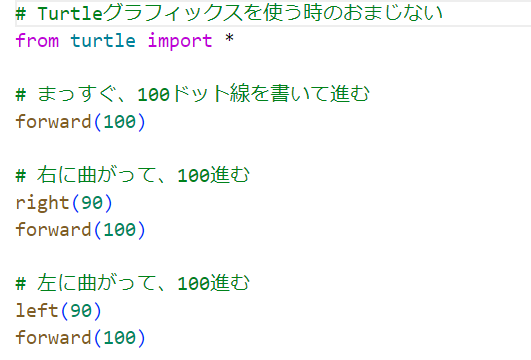 # Turtleグラフィックスを使う時のおまじない
from turtle import *
# まっすぐ、100ドット線を書いて進む
forward(100)
# 右に曲がって、100進む
right(90)
forward(100)
# 左に曲がって、100進む
left(90)
forward(100)